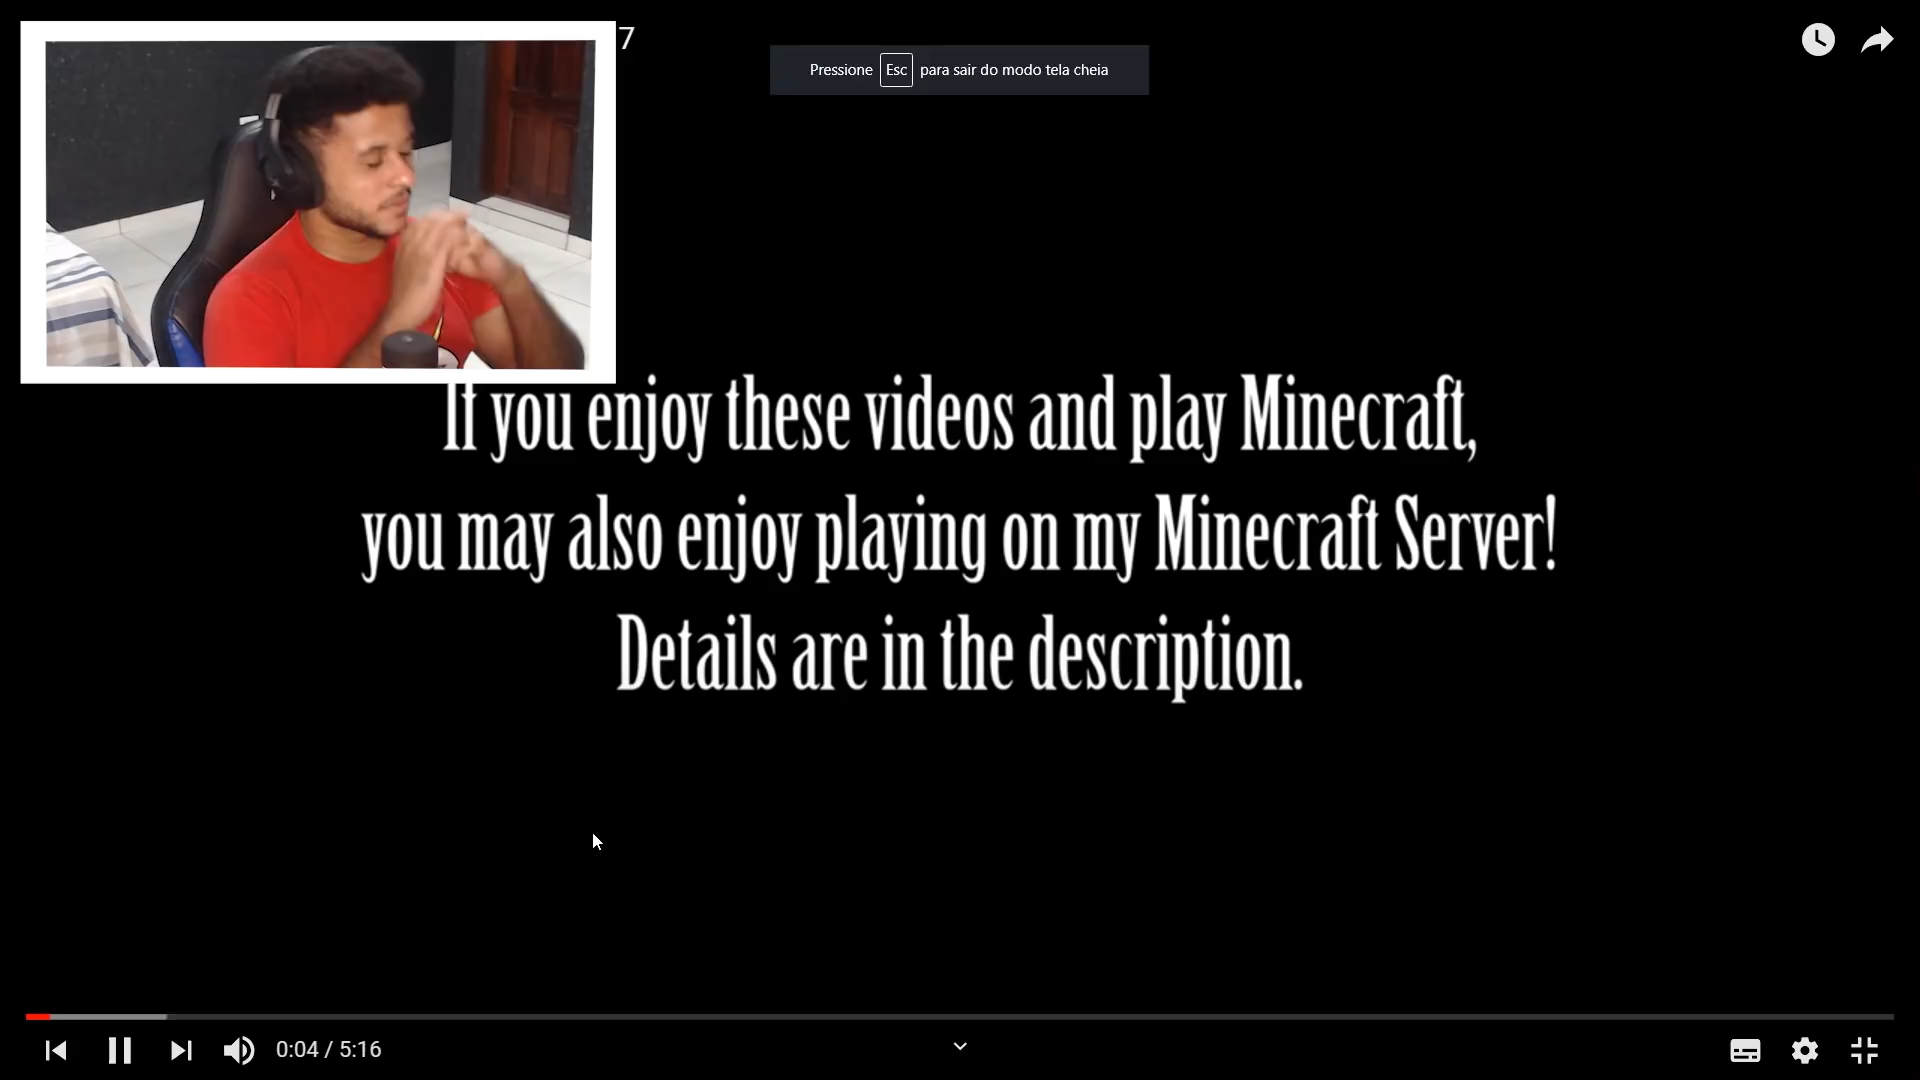 7
Pressione Esc para sair do modo tela cheia
If you enjoy these videos and play Minecraft,
you may also enjoy playing on my Minecraft Server!
Details are in the description.
0:04 / 5:16